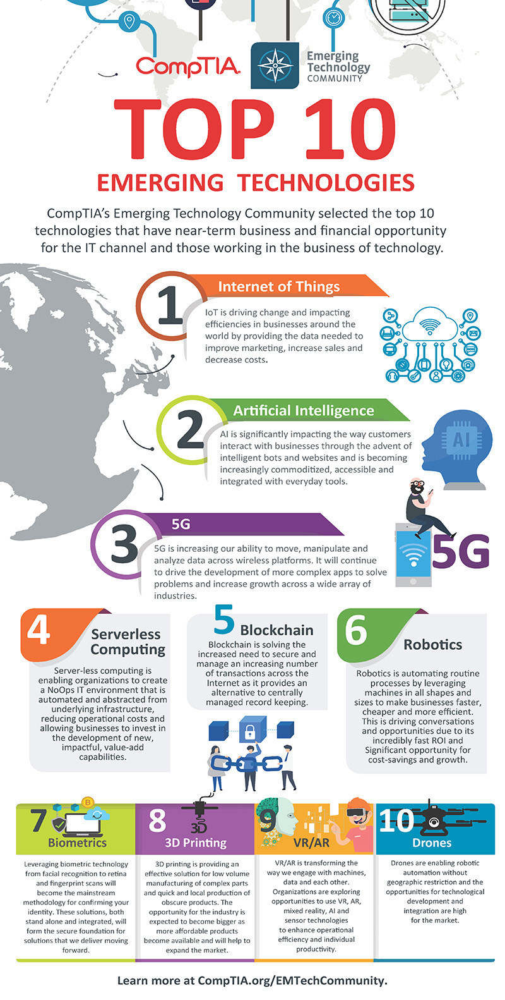 CompTIA.
Emerging
Technology
COMMUNITY
TOP 10
EMERGING TECHNOLOGIES
CompTIA's Emerging Technology Community selected the top 10
technologies that have near-term business and financial opportunity
for the IT channel and those working in the business of technology.
1
Internet of Things
IoT is driving change and impacting
efficiencies in businesses around the
world by providing the data needed to
improve marketing, increase sales and
decrease costs.
2
Artificial Intelligence
AI is significantly impacting the way customers
interact with businesses through the advent of
intelligent bots and websites and is becoming
increasingly commoditized, accessible and
integrated with everyday tools.
AI
3
5G
5G is increasing our ability to move, manipulate and
analyze data across wireless platforms. It will continue
to drive the development of more complex apps to solve
problems and increase growth across a wide array of
industries.
5G
4
Serverless
Computing
Server-less computing is
enabling organizations to create
a NoOps IT environment that is
automated and abstracted from
underlying infrastructure,
reducing operational costs and
allowing businesses to invest in
the development of new,
impactful, value-add
capabilities.
5
Blockchain
Blockchain is solving the
increased need to secure and
manage an increasing number
of transactions across the
Internet as it provides an
alternative to centrally
managed record keeping.
6
Robotics
Robotics is automating routine
processes by leveraging
machines in all shapes and
sizes to make businesses faster,
cheaper and more efficient.
This is driving conversations
and opportunities due to its
incredibly fast ROI and
Significant opportunity for
cost-savings and growth.
7
B
Biometrics
Leveraging biometric technology
from facial recognition to retina
and fingerprint scans will
become the mainstream
methodology for confirming your
identity. These solutions, both
stand alone and integrated, will
form the secure foundation for
solutions that we deliver moving
forward.
8
3D
3D Printing
3D printing is providing an
effective solution for low volume
manufacturing of complex parts
and quick and local production of
obscure products. The
opportunity for the industry is
expected to become bigger as
more affordable products
become available and will help to
expand the market.
9
VR/AR
VR/AR is transforming the
way we engage with machines,
data and each other.
Organizations are exploring
opportunities to use VR, AR,
mixed reality, AI and
sensor technologies
to enhance operational
efficiency and individual
productivity.
10
Drones
Drones are enabling robotic
automation without
geographic restriction and the
opportunities for technological
development and
integration are high
for the market.
Learn more at CompTIA.org/EMTechCommunity.